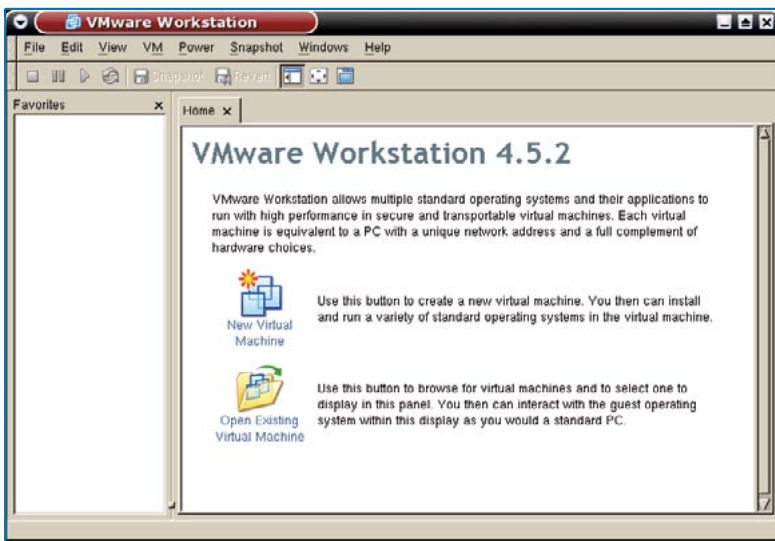 VMware Workstation
File Edit View VM Power Snapshot Windows Help
Snapshot Revert
Favorites
Home
VMware Workstation 4.5.2
VMware Workstation allows multiple standard operating systems and their applications to
run with high performance in secure and transportable virtual machines. Each virtual
machine is equivalent to a PC with a unique network address and a full complement of
hardware choices.
New Virtual
Machine
Use this button to create a new virtual machine. You then can install
and run a variety of standard operating systems in the virtual machine.
Open Existing
Virtual Machine
Use this button to browse for virtual machines and to select one to
display in this panel. You then can interact with the guest operating
system within this display as you would a standard PC.